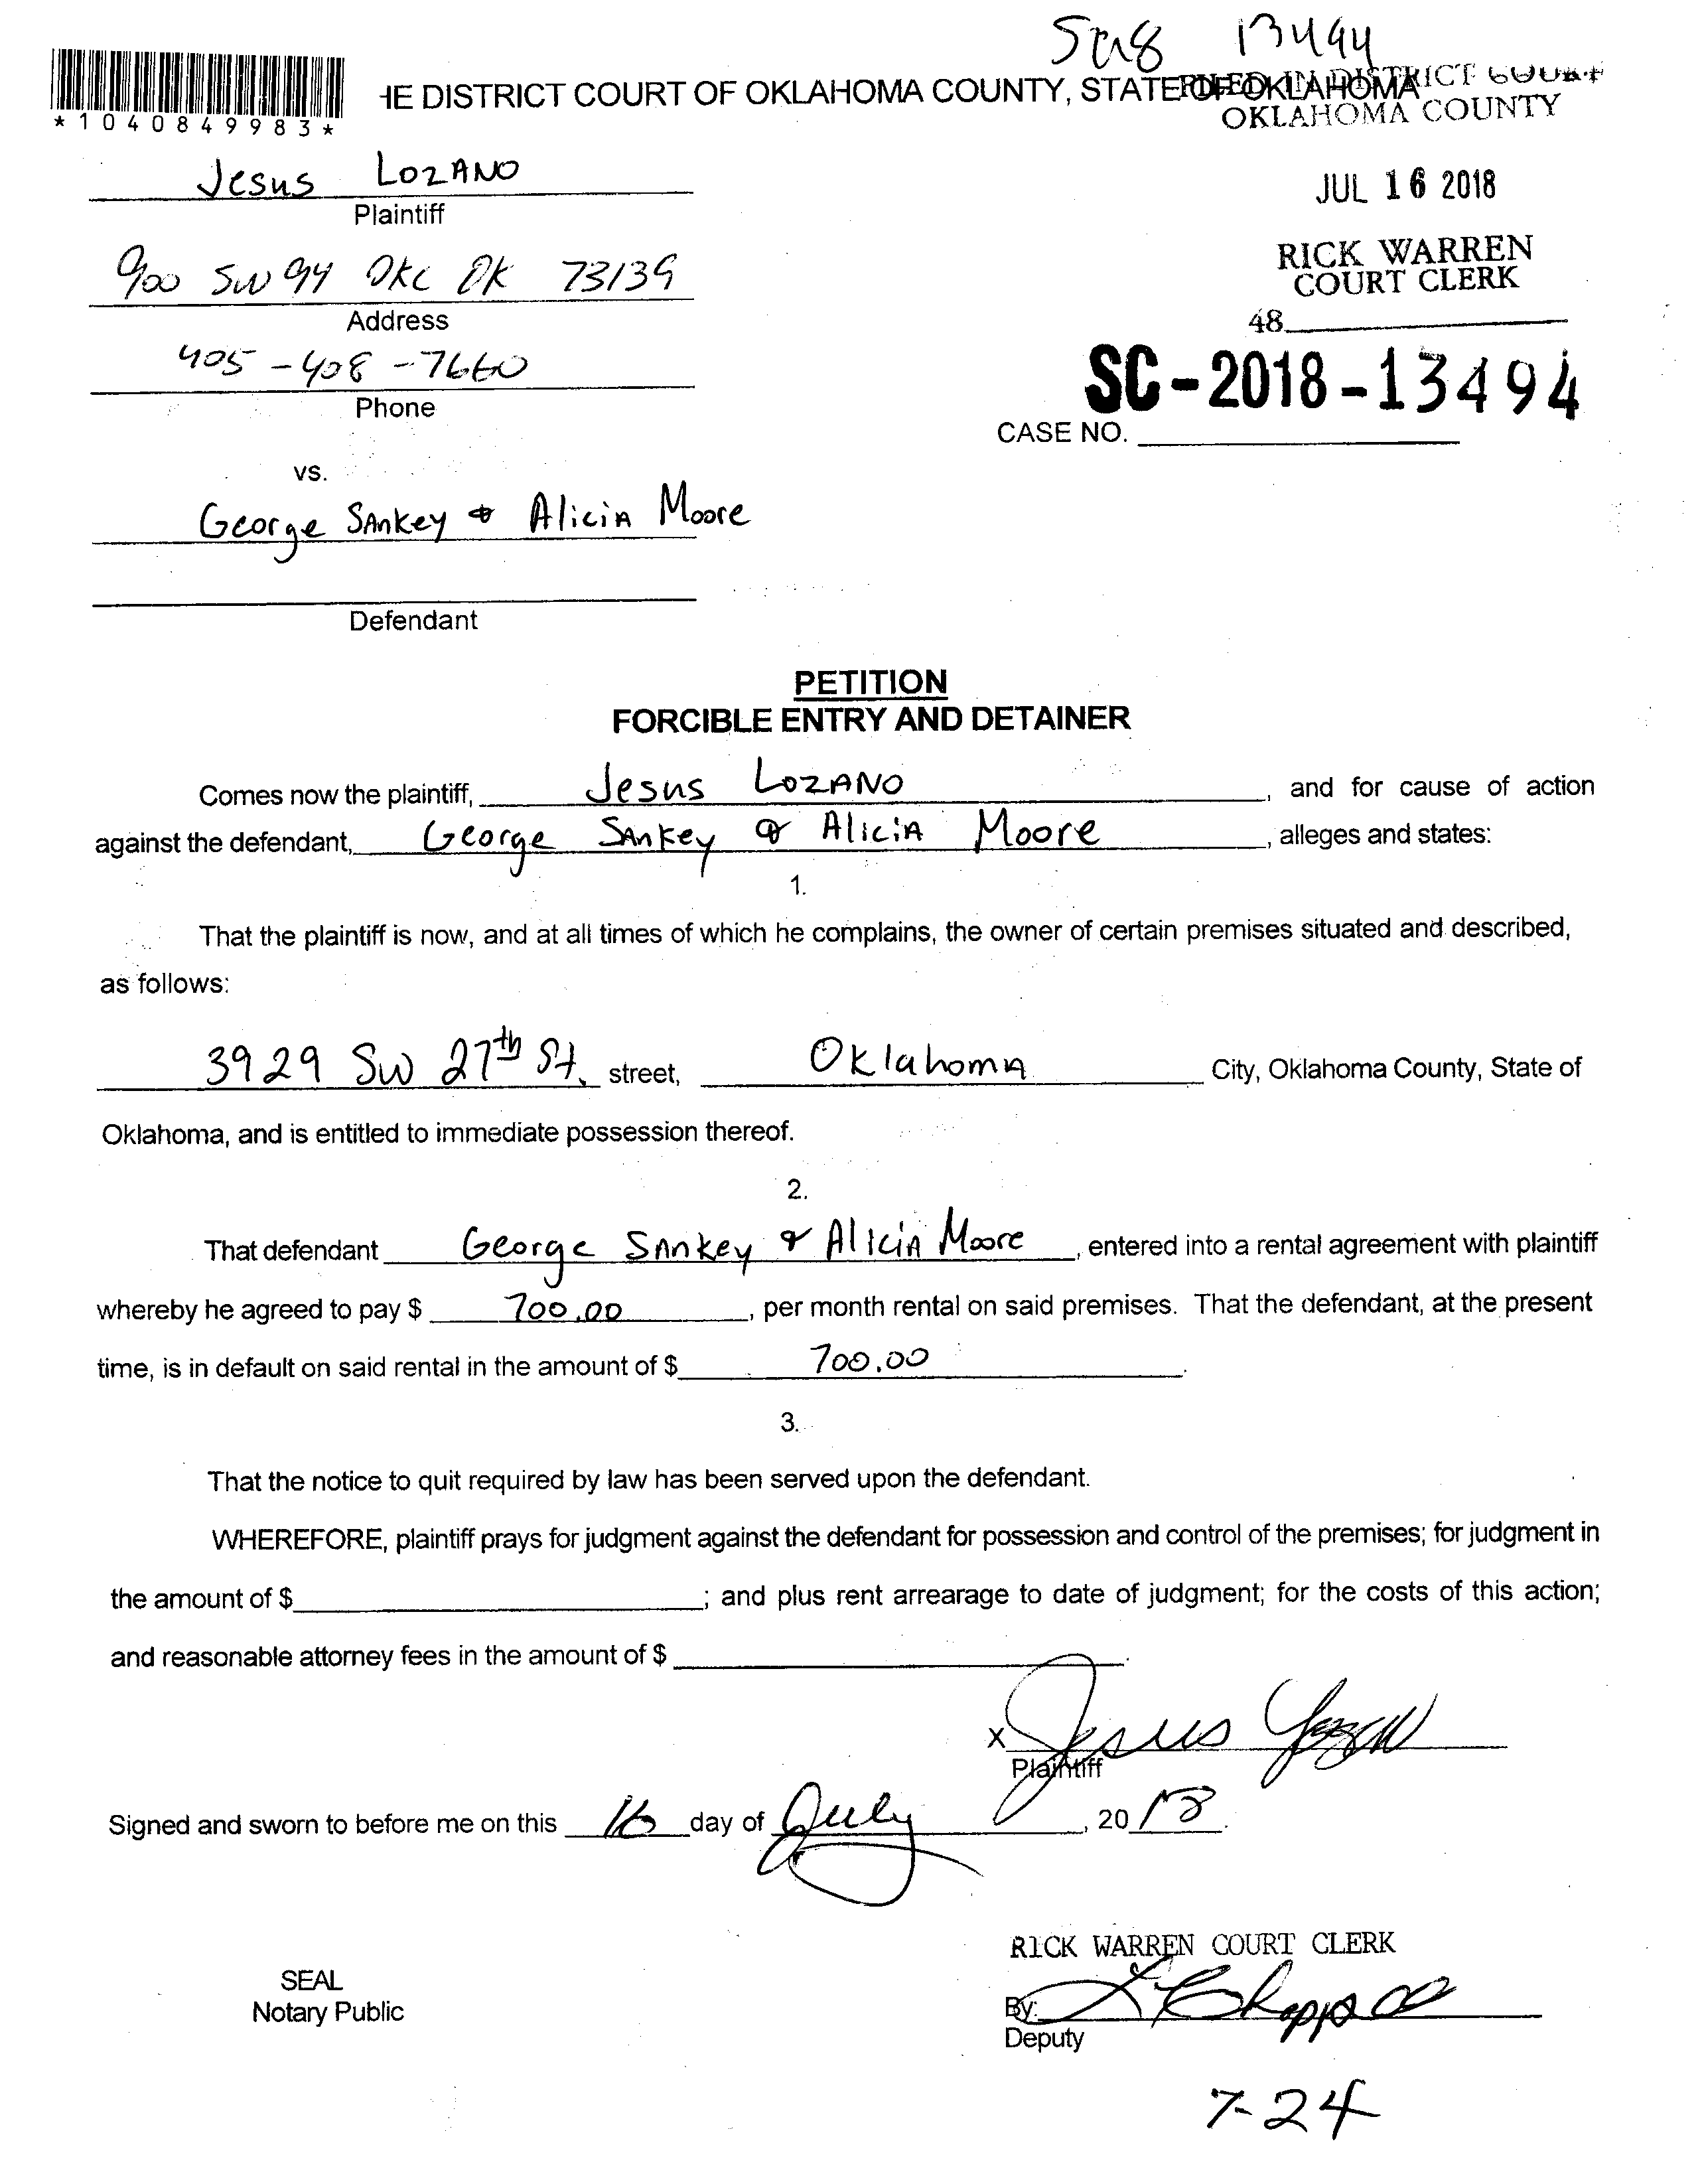 SC18 13494
HE DISTRICT COURT OF OKLAHOMA COUNTY, STATE OF OKLAHOMA
FILED IN DISTRICT COURT
OKLAHOMA COUNTY
*1040849983*
Jesus LOZANO
Plaintiff
JUL 16 2018
RICK WARREN
COURT CLERK
900 SW 94 OKC OK 73139
Address
48
405-408-7660
Phone
SC-2018-13494
CASE NO.
vs.
George SAnkey & AliciA Moore
Defendant
PETITION
FORCIBLE ENTRY AND DETAINER
Comes now the plaintiff, Jesus LOZANO, and for cause of action
against the defendant, George SAnkey & AliciA Moore, alleges and states:
1.
That the plaintiff is now, and at all times of which he complains, the owner of certain premises situated and described,
as follows:
3929 SW 27th St. street, OKlahomA City, Oklahoma County, State of
Oklahoma, and is entitled to immediate possession thereof.
2.
That defendant George SAnkey & AliciA Moore, entered into a rental agreement with plaintiff
whereby he agreed to pay $ 700.00, per month rental on said premises. That the defendant, at the present
time, is in default on said rental in the amount of $ 700.00.
3.
That the notice to quit required by law has been served upon the defendant.
WHEREFORE, plaintiff prays for judgment against the defendant for possession and control of the premises; for judgment in
the amount of $; and plus rent arrearage to date of judgment; for the costs of this action;
and reasonable attorney fees in the amount of $.
X Jesus Lozano
Plaintiff
Signed and sworn to before me on this 16 day of July, 2018.
RICK WARREN COURT CLERK
SEAL
Notary Public
By:
Deputy
7-24